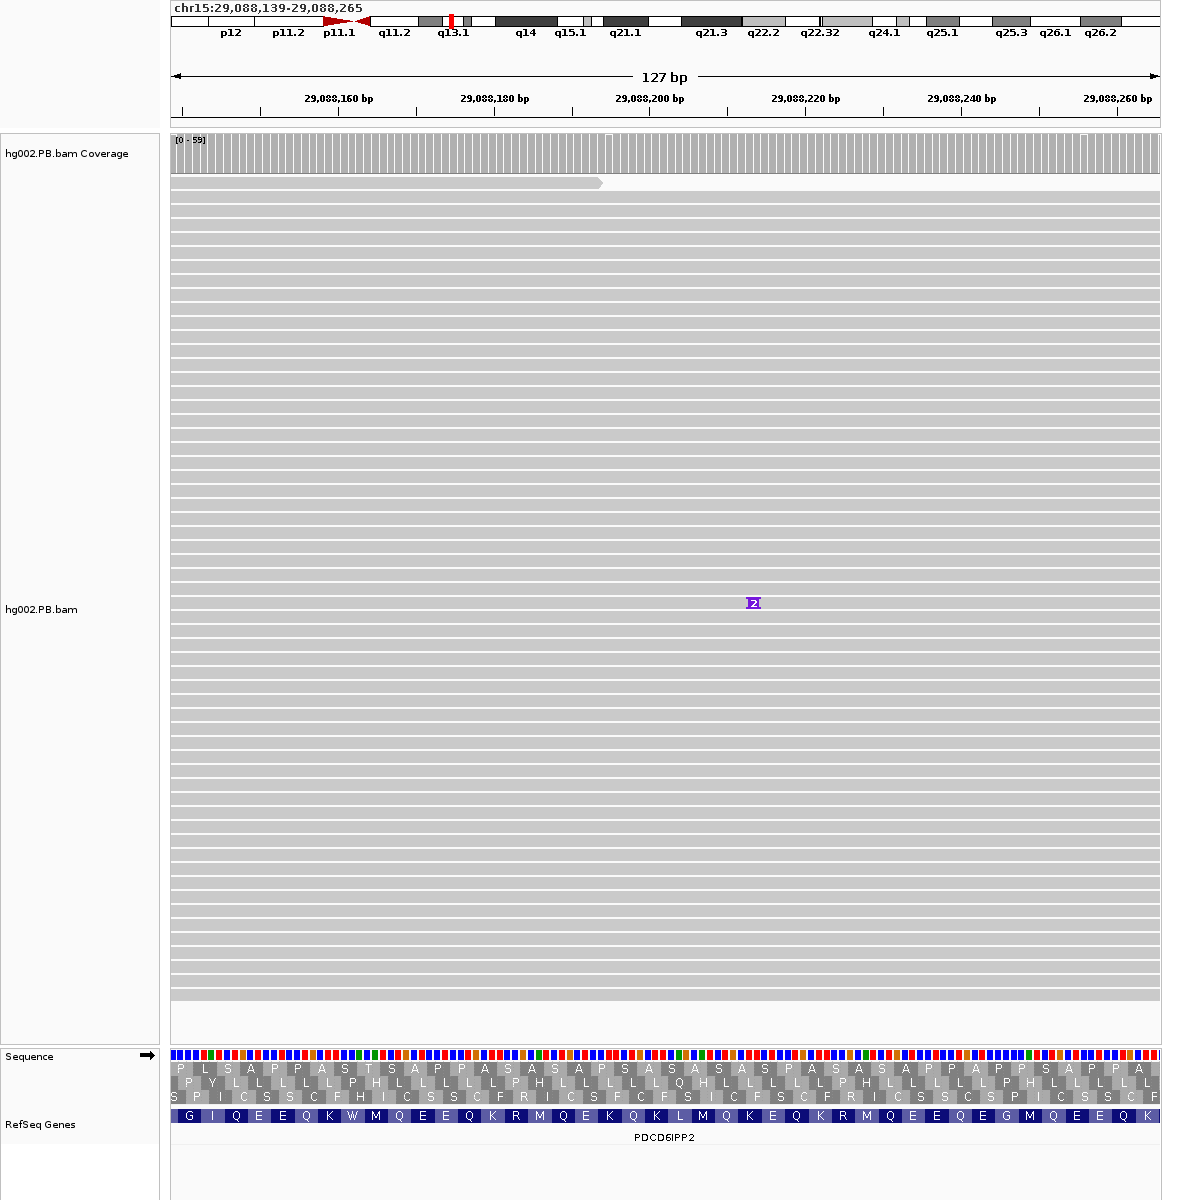 chr15:29,088,139-29,088,265
p12 p11.2 p11.1 q11.2 q13.1 q14 q15.1 q21.1 q21.3 q22.2 q22.32 q24.1 q25.1 q25.3 q26.1 q26.2
127 bp
29,088,160 bp 29,088,180 bp 29,088,200 bp 29,088,220 bp 29,088,240 bp 29,088,260 bp
[0 - 59]
hg002.PB.bam Coverage
2
hg002.PB.bam
Sequence
P L S A P P A S T S A P P A S A S A P S A S A S A S P A S A S A P P A P P S A P P A
P Y L L L L L P H L L L L L P H L L L L L Q H L L L L L P H L L L L L P H L L L L L
S P I C S S C F H I C S S C F R I C S F C F S I C F S C F R I C S S C S P I C S S C F
G I Q E E Q K W M Q E E Q K R M Q E K Q K L M Q K E Q K R M Q E E Q E G M Q E E Q K
RefSeq Genes
PDCD6IPP2